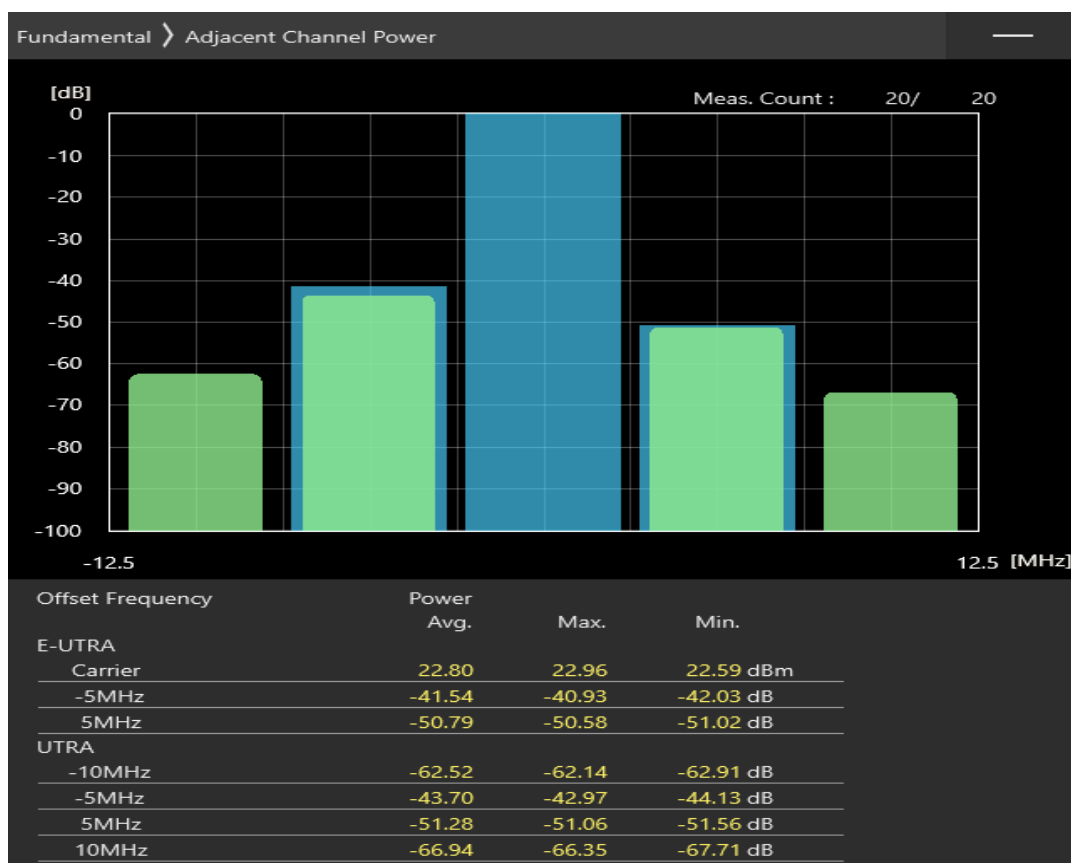 Fundamental ❯ Adjacent Channel Power
[dB]
Meas. Count : 20/ 20
0
-10
-20
-30
-40
-50
-60
-70
-80
-90
-100
-12.5 12.5 [MHz]
Offset Frequency Power
Avg. Max. Min.
E-UTRA
Carrier 22.80 22.96 22.59 dBm
-5MHz -41.54 -40.93 -42.03 dB
5MHz -50.79 -50.58 -51.02 dB
UTRA
-10MHz -62.52 -62.14 -62.91 dB
-5MHz -43.70 -42.97 -44.13 dB
5MHz -51.28 -51.06 -51.56 dB
10MHz -66.94 -66.35 -67.71 dB